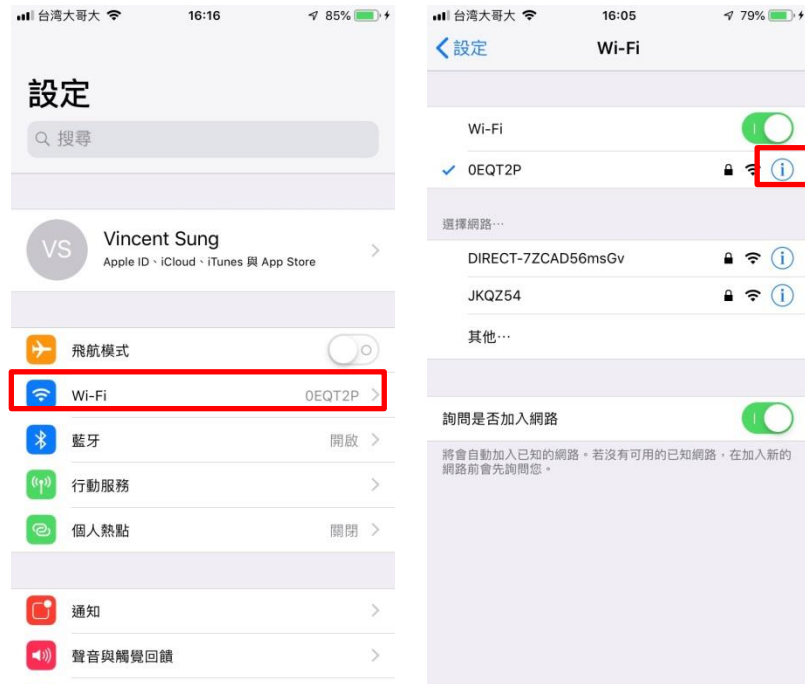 台湾大哥大 16:16 85%
設定
搜尋
VS
Vincent Sung
Apple ID、iCloud、iTunes 與 App Store
飛航模式
Wi-Fi 0EQT2P
藍牙 開啟
行動服務
個人熱點 關閉
通知
聲音與觸覺回饋
台湾大哥大 16:05 79%
設定 Wi-Fi
Wi-Fi
0EQT2P
選擇網路⋯
DIRECT-7ZCAD56msGv
JKQZ54
其他⋯
詢問是否加入網路
將會自動加入已知的網路。若沒有可用的已知網路，在加入新的
網路前會先詢問您。